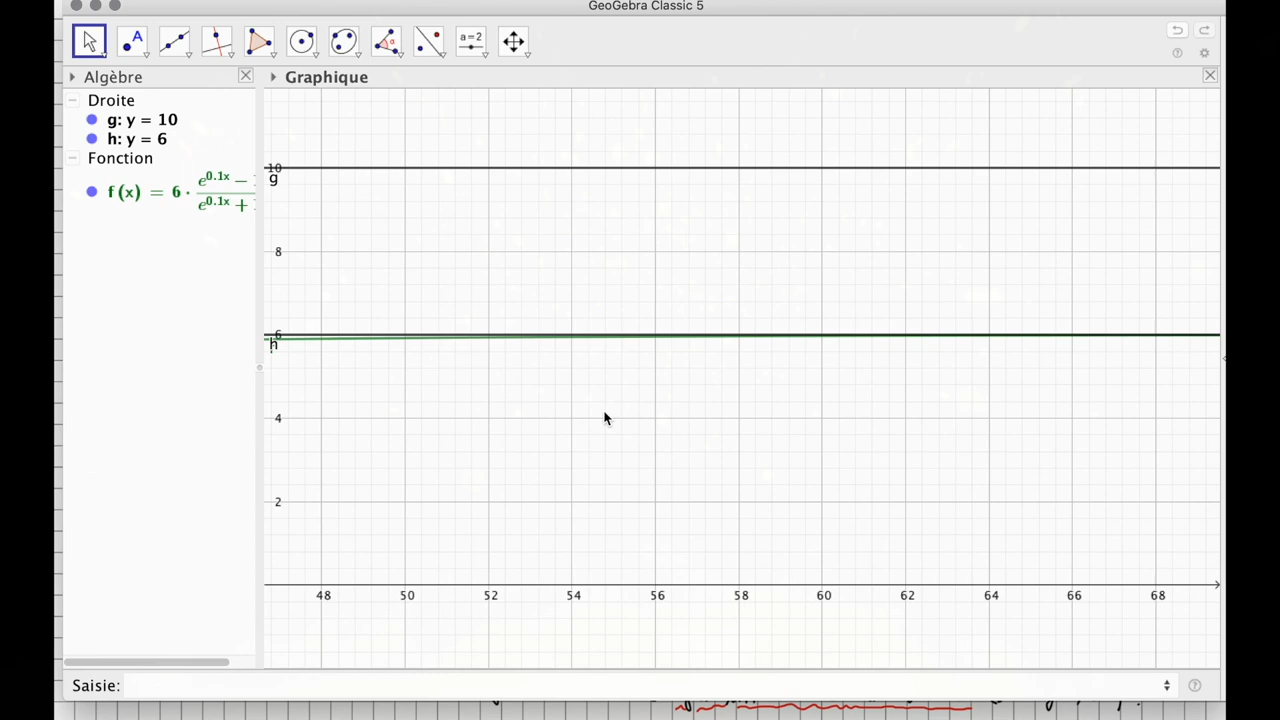 GeoGebra Classic 5
A
α
a=2
Algèbre
Graphique
Droite
g: y = 10
h: y = 6
Fonction
f (x) = 6 · e^0.1x −
e^0.1x +
10
g
8
6
h
4
2
48 50 52 54 56 58 60 62 64 66 68
Saisie: